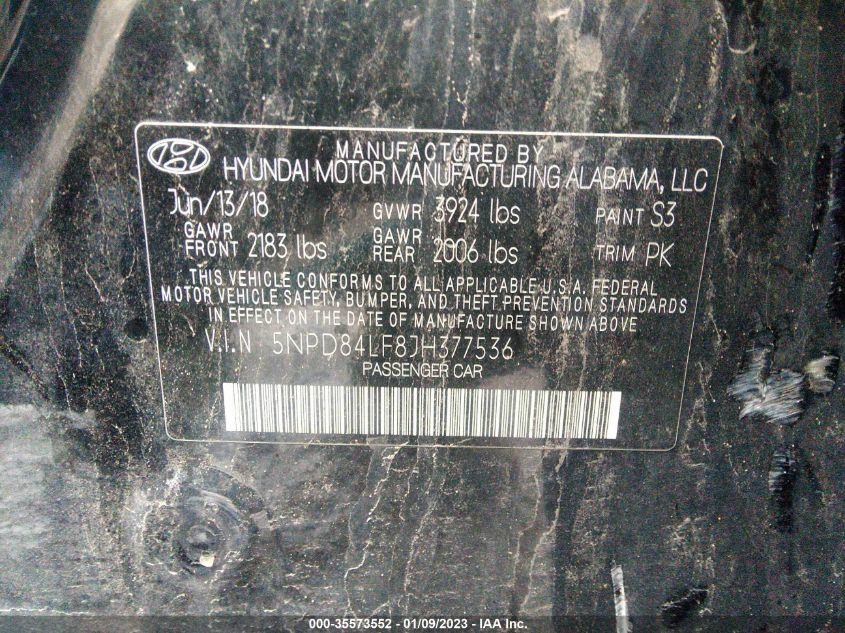 MANUFACTURED BY
HYUNDAI MOTOR MANUFACTURING ALABAMA, LLC
Jun/13/18 GVWR 3924 lbs PAINT S3
GAWR FRONT 2183 lbs GAWR REAR 2006 lbs TRIM PK
THIS VEHICLE CONFORMS TO ALL APPLICABLE U.S.A. FEDERAL
MOTOR VEHICLE SAFETY, BUMPER, AND THEFT PREVENTION STANDARDS
IN EFFECT ON THE DATE OF MANUFACTURE SHOWN ABOVE
V.I.N 5NPD84LF8JH377536
PASSENGER CAR
000-35573552 - 01/09/2023 - IAA Inc.